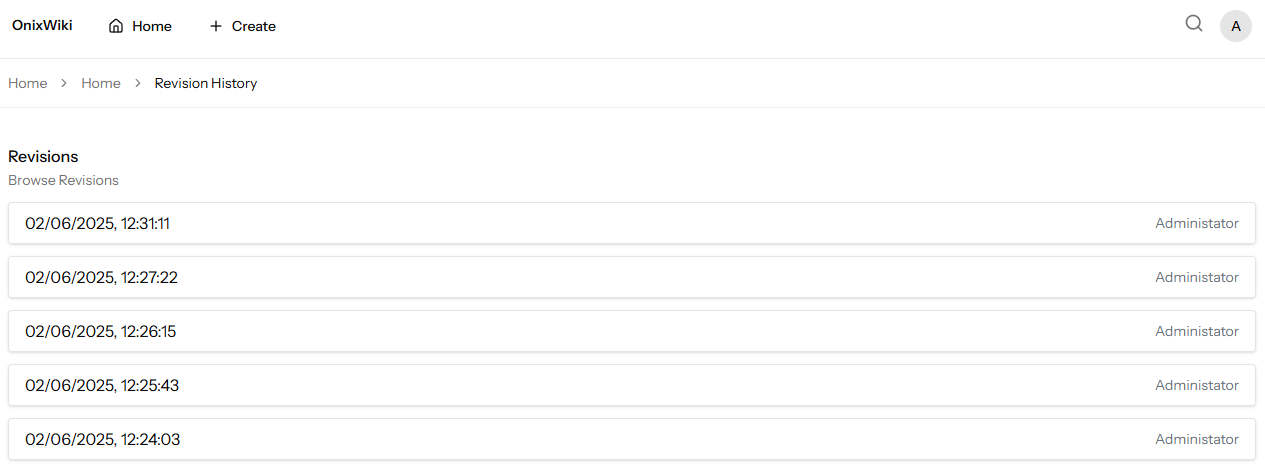 OnixWiki Home Create A
Home Home Revision History
Revisions
Browse Revisions
02/06/2025, 12:31:11 Administator
02/06/2025, 12:27:22 Administator
02/06/2025, 12:26:15 Administator
02/06/2025, 12:25:43 Administator
02/06/2025, 12:24:03 Administator